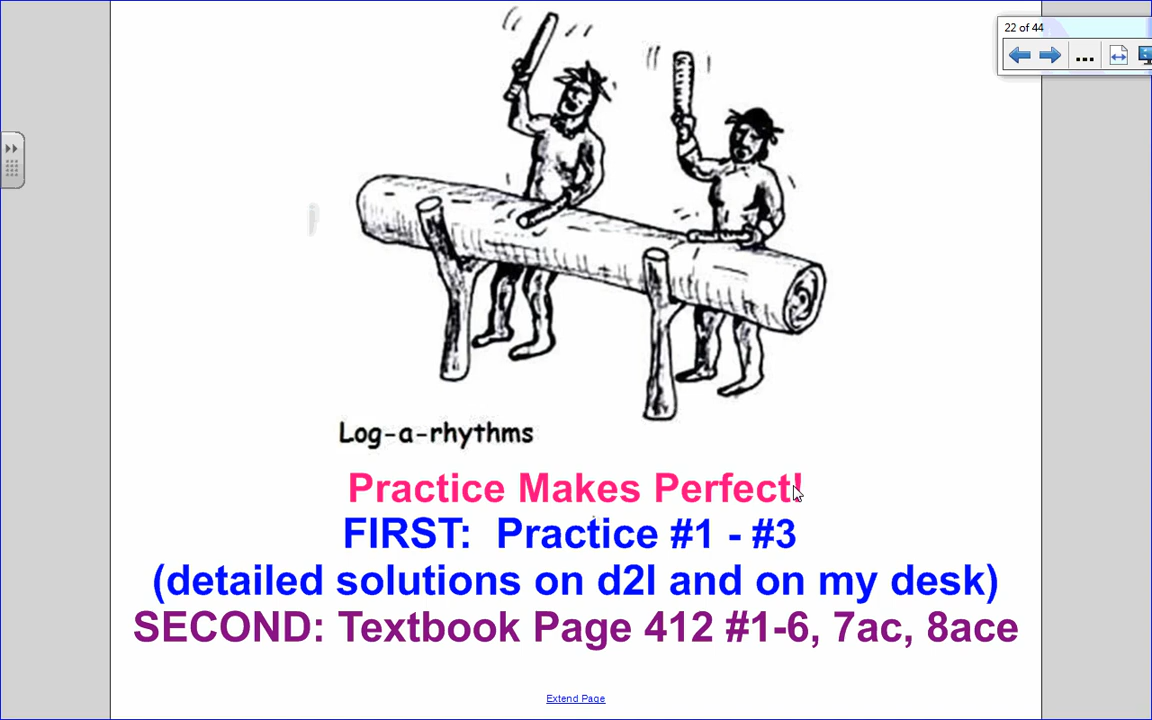 22 of 44
...
Log-a-rhythms
Practice Makes Perfect!
FIRST: Practice #1 - #3
(detailed solutions on d2l and on my desk)
SECOND: Textbook Page 412 #1-6, 7ac, 8ace
Extend Page